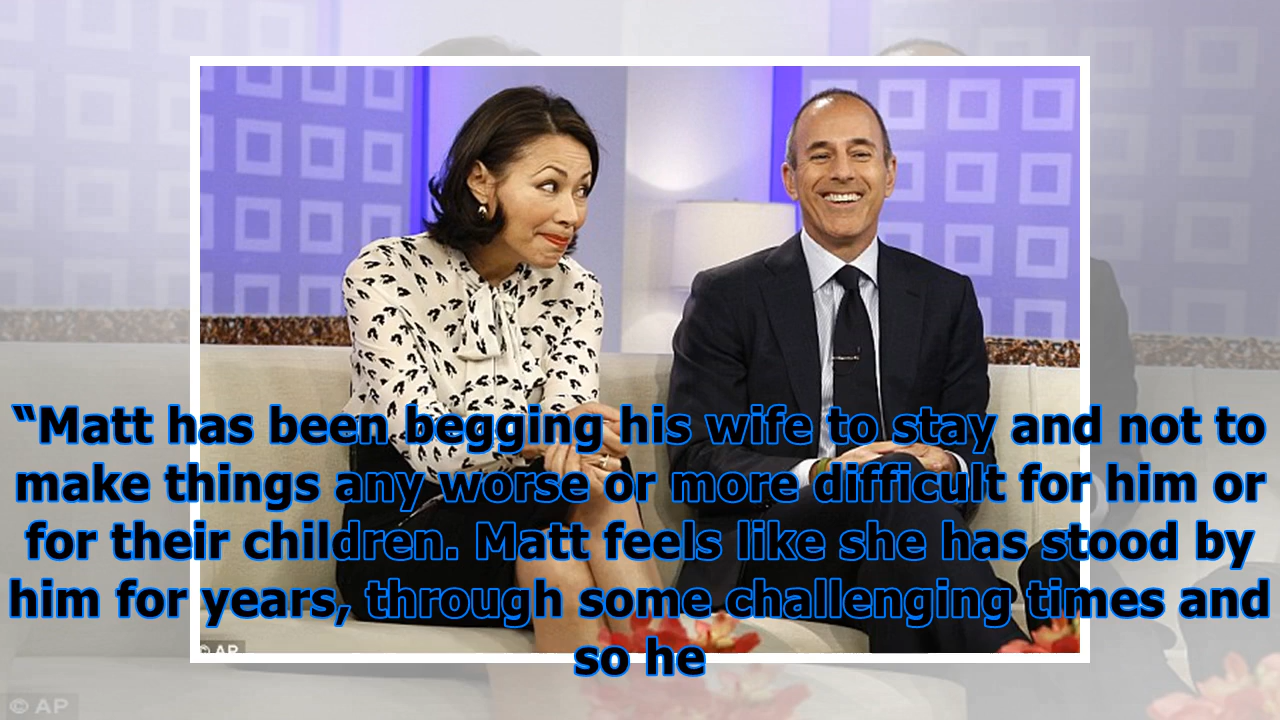 “Matt has been begging his wife to stay and not to
make things any worse or more difficult for him or
for their children. Matt feels like she has stood by
him for years, through some challenging times and
so he
© AP
© AP